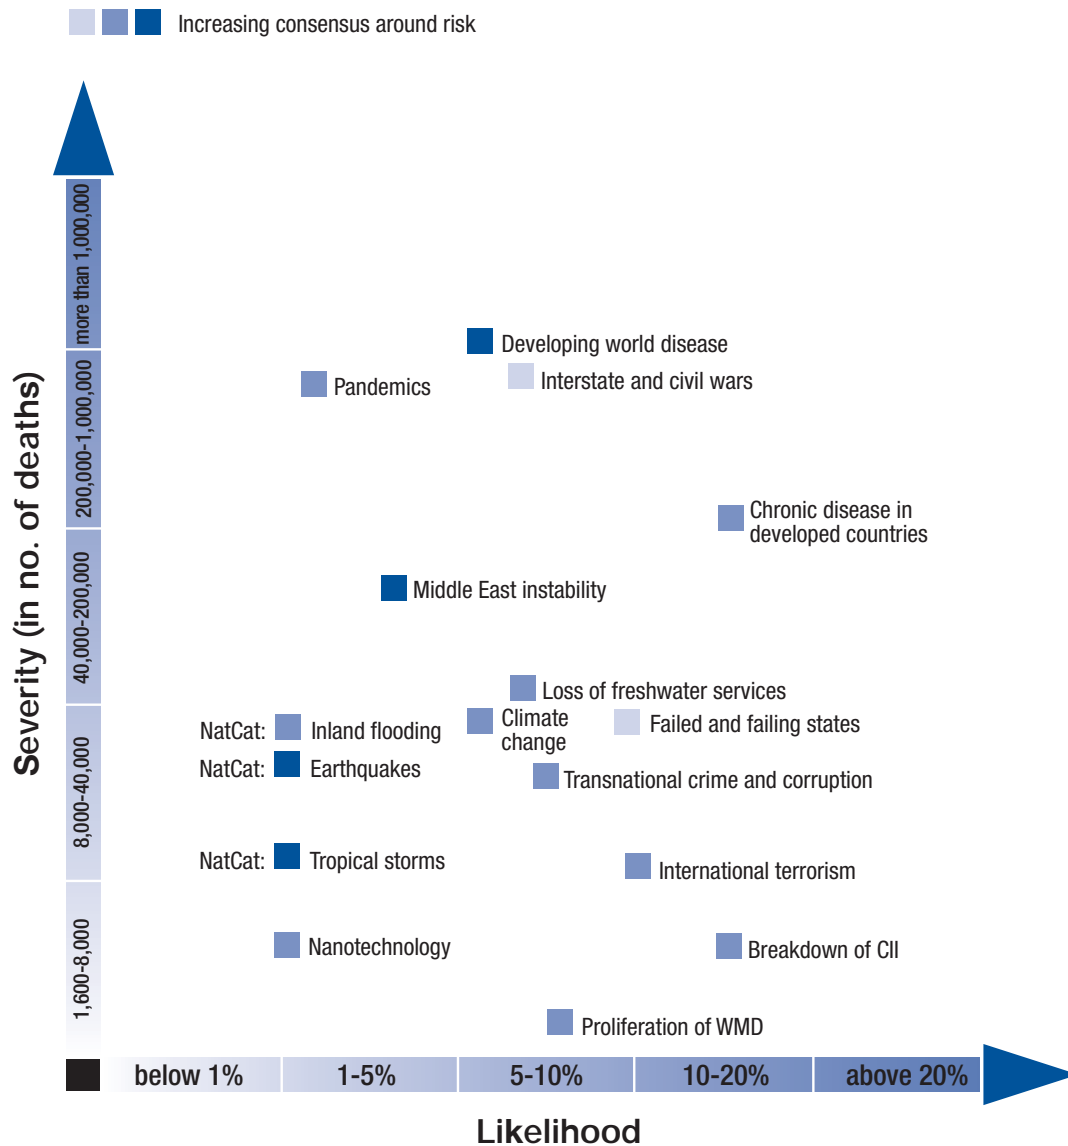 Increasing consensus around risk
Severity (in no. of deaths)
more than 1,000,000
200,000-1,000,000
40,000-200,000
8,000-40,000
1,600-8,000
Developing world disease
Interstate and civil wars
Pandemics
Chronic disease in
developed countries
Middle East instability
Loss of freshwater services
NatCat: Inland flooding
Climate
change
Failed and failing states
NatCat: Earthquakes
Transnational crime and corruption
NatCat: Tropical storms
International terrorism
Nanotechnology
Breakdown of CII
Proliferation of WMD
below 1%
1-5%
5-10%
10-20%
above 20%
Likelihood